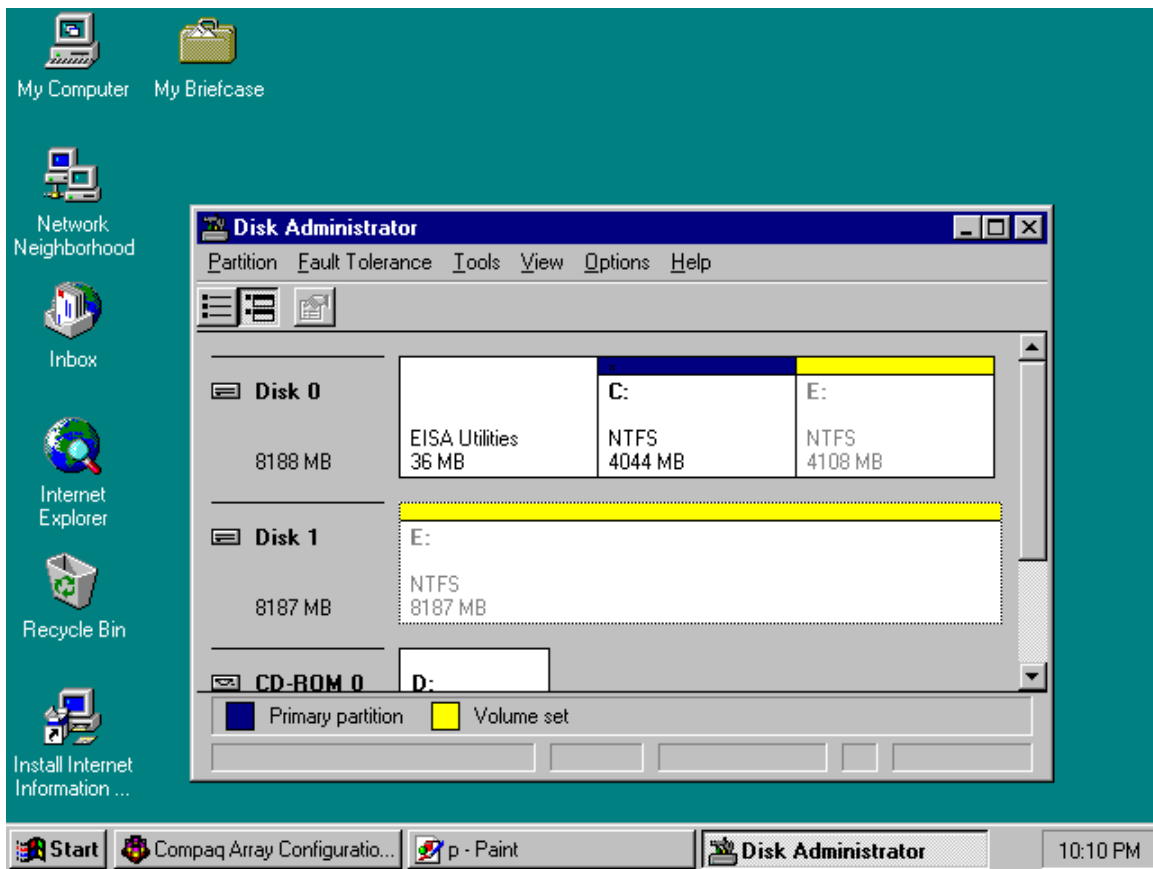 My Computer
My Briefcase
Network
Neighborhood
Inbox
Internet
Explorer
Recycle Bin
Install Internet
Information ...
Disk Administrator
Partition Fault Tolerance Tools View Options Help
Disk 0
8188 MB
EISA Utilities
36 MB
C:
NTFS
4044 MB
E:
NTFS
4108 MB
Disk 1
8187 MB
E:
NTFS
8187 MB
CD-ROM 0
D:
Primary partition
Volume set
Start
Compaq Array Configuratio...
p - Paint
Disk Administrator
10:10 PM